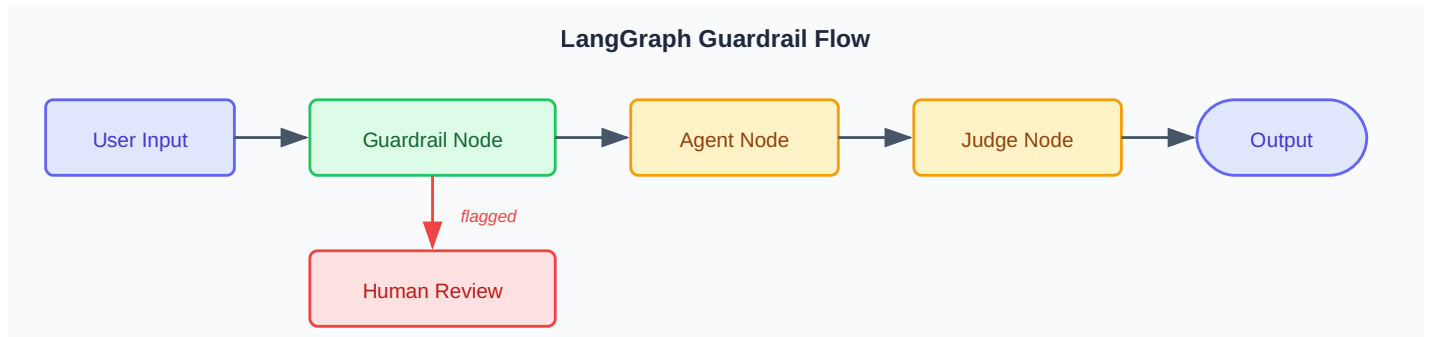 LangGraph Guardrail Flow
User Input
Guardrail Node
Agent Node
Judge Node
Output
flagged
Human Review